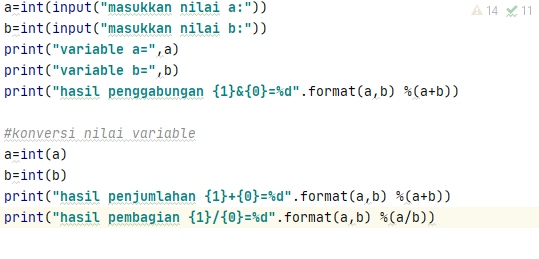 a=int(input("masukkan nilai a:"))
14 11
b=int(input("masukkan nilai b:"))
print("variable a=",a)
print("variable b=",b)
print("hasil penggabungan {1}&{0}=%d".format(a,b) %(a+b))
#konversi nilai variable
a=int(a)
b=int(b)
print("hasil penjumlahan {1}+{0}=%d".format(a,b) %(a+b))
print("hasil pembagian {1}/{0}=%d".format(a,b) %(a/b))